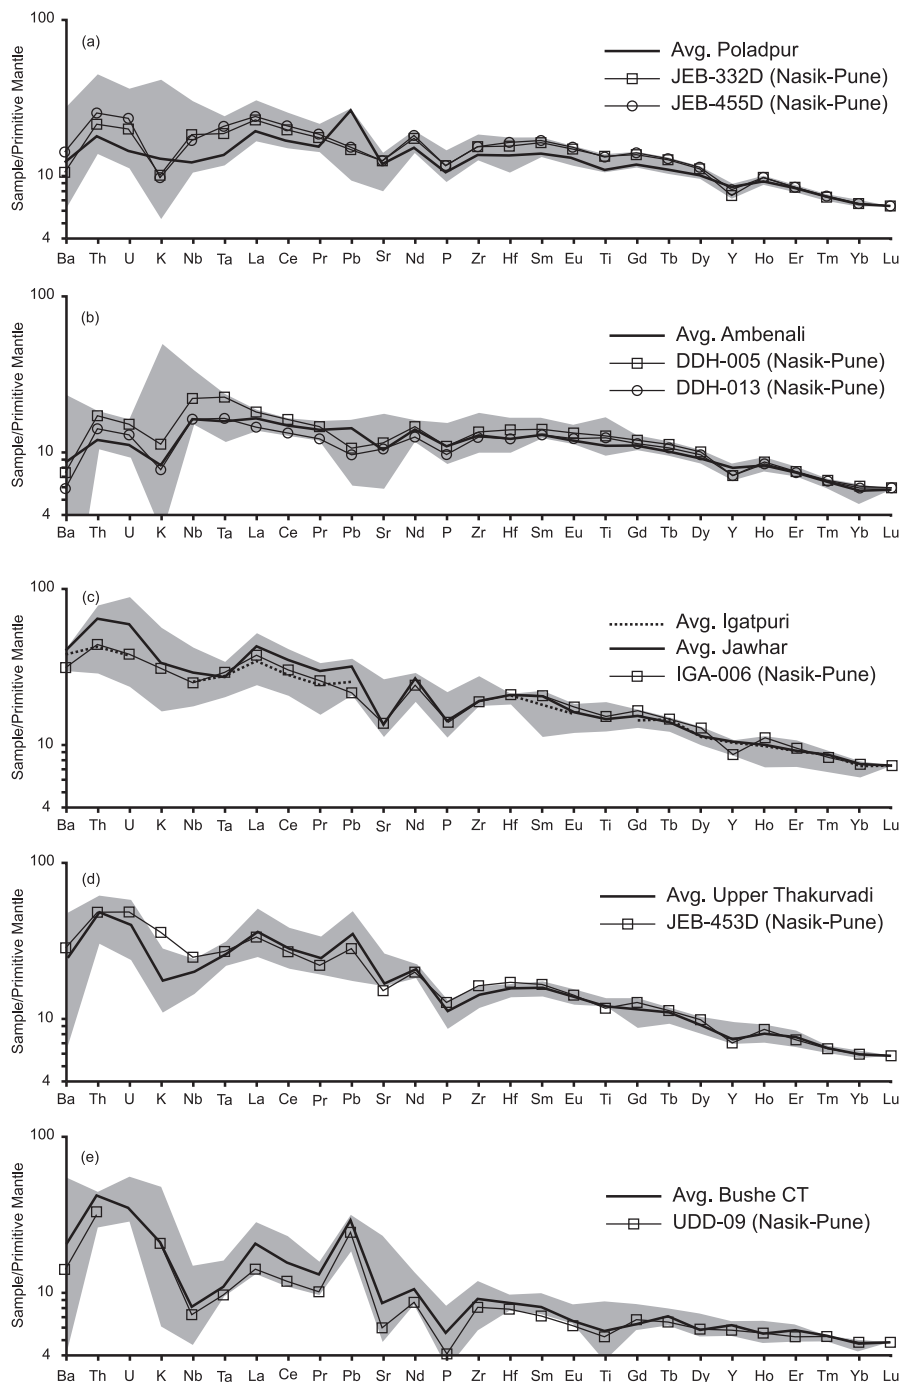 100
(a)
Avg. Poladpur
JEB-332D (Nasik-Pune)
JEB-455D (Nasik-Pune)
Sample/Primitive Mantle
10
4
Ba Th U K Nb Ta La Ce Pr Pb Sr Nd P Zr Hf Sm Eu Ti Gd Tb Dy Y Ho Er Tm Yb Lu
100
(b)
Avg. Ambenali
DDH-005 (Nasik-Pune)
DDH-013 (Nasik-Pune)
Sample/Primitive Mantle
10
4
Ba Th U K Nb Ta La Ce Pr Pb Sr Nd P Zr Hf Sm Eu Ti Gd Tb Dy Y Ho Er Tm Yb Lu
100
(c)
Avg. Igatpuri
Avg. Jawhar
IGA-006 (Nasik-Pune)
Sample/Primitive Mantle
10
4
Ba Th U K Nb Ta La Ce Pr Pb Sr Nd P Zr Hf Sm Eu Ti Gd Tb Dy Y Ho Er Tm Yb Lu
100
(d)
Avg. Upper Thakurvadi
JEB-453D (Nasik-Pune)
Sample/Primitive Mantle
10
4
Ba Th U K Nb Ta La Ce Pr Pb Sr Nd P Zr Hf Sm Eu Ti Gd Tb Dy Y Ho Er Tm Yb Lu
100
(e)
Avg. Bushe CT
UDD-09 (Nasik-Pune)
Sample/Primitive Mantle
10
4
Ba Th U K Nb Ta La Ce Pr Pb Sr Nd P Zr Hf Sm Eu Ti Gd Tb Dy Y Ho Er Tm Yb Lu